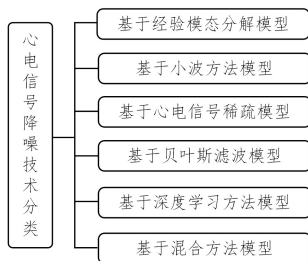 心电信号降噪技术分类
基于经验模态分解模型
基于小波方法模型
基于心电信号稀疏模型
基于贝叶斯滤波模型
基于深度学习方法模型
基于混合方法模型